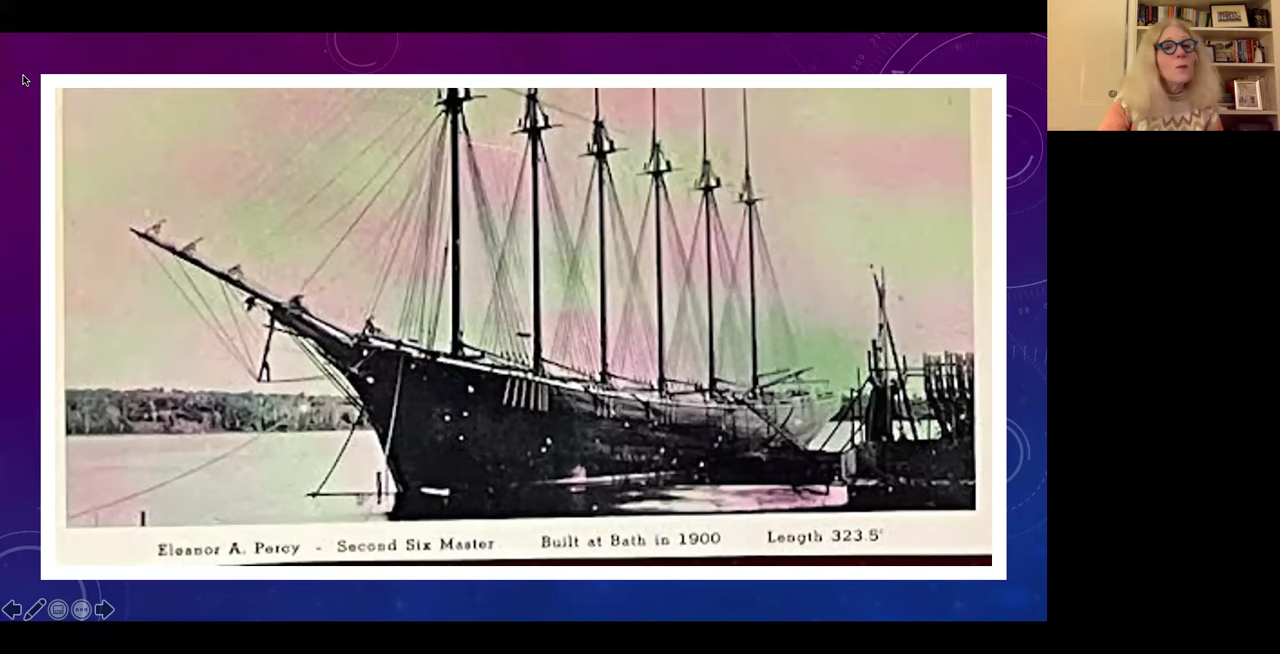 Eleanor A. Percy - Second Six Master Built at Bath in 1900 Length 323.5'